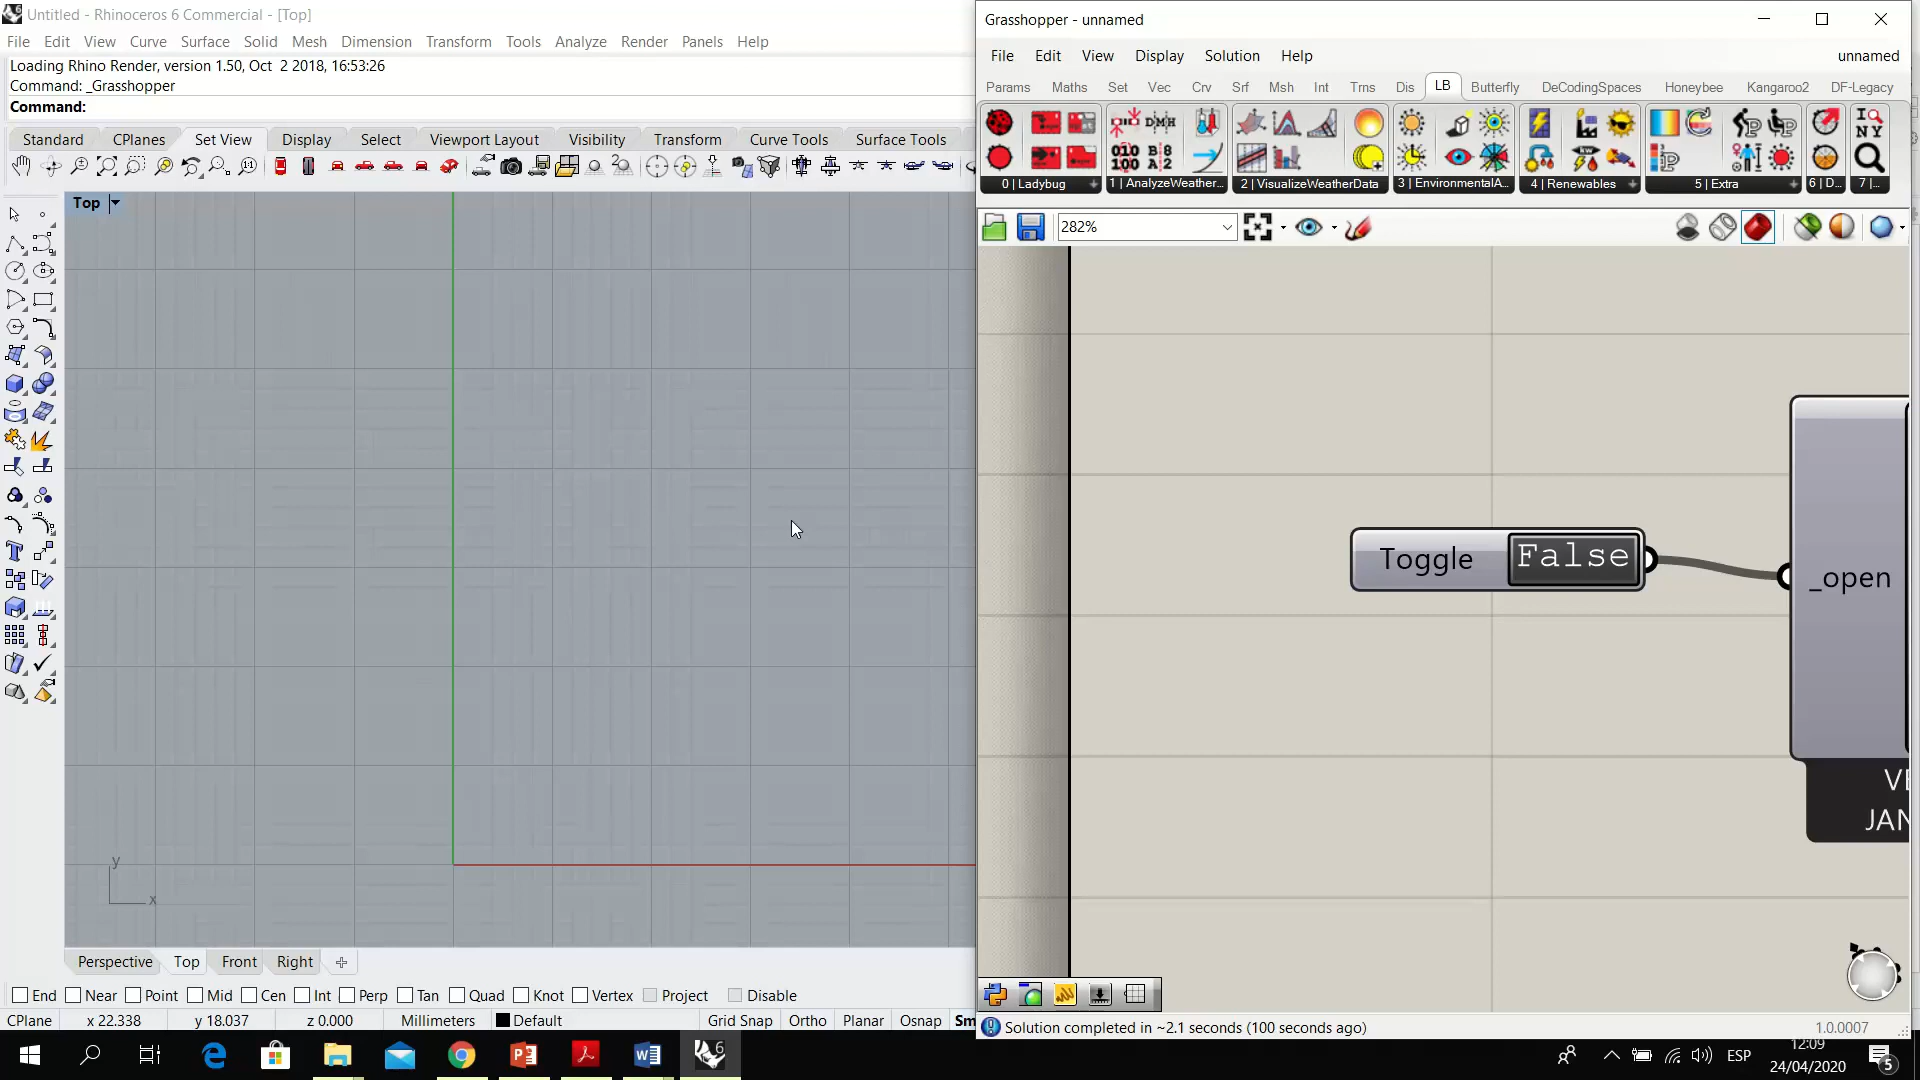 Untitled - Rhinoceros 6 Commercial - [Top]
File Edit View Curve Surface Solid Mesh Dimension Transform Tools Analyze Render Panels Help
Loading Rhino Render, version 1.50, Oct 2 2018, 16:53:26
Command: _Grasshopper
Command:
Standard CPlanes Set View Display Select Viewport Layout Visibility Transform Curve Tools Surface Tools
Top
y
x
Perspective Top Front Right
End Near Point Mid Cen Int Perp Tan Quad Knot Vertex Project Disable
CPlane x 22.338 y 18.037 z 0.000 Millimeters Default Grid Snap Ortho Planar Osnap Sm
Grasshopper - unnamed
File Edit View Display Solution Help unnamed
Params Maths Set Vec Crv Srf Msh Int Trns Dis LB Butterfly DeCodingSpaces Honeybee Kangaroo2 DF-Legacy
0 | Ladybug 1 | AnalyzeWeather... 2 | VisualizeWeatherData 3 | EnvironmentalA... 4 | Renewables 5 | Extra 6 | D... 7 |...
282%
Toggle False
_open
VE
JAN
Solution completed in ~2.1 seconds (100 seconds ago) 1.0.0007
ESP
12:09
24/04/2020
5